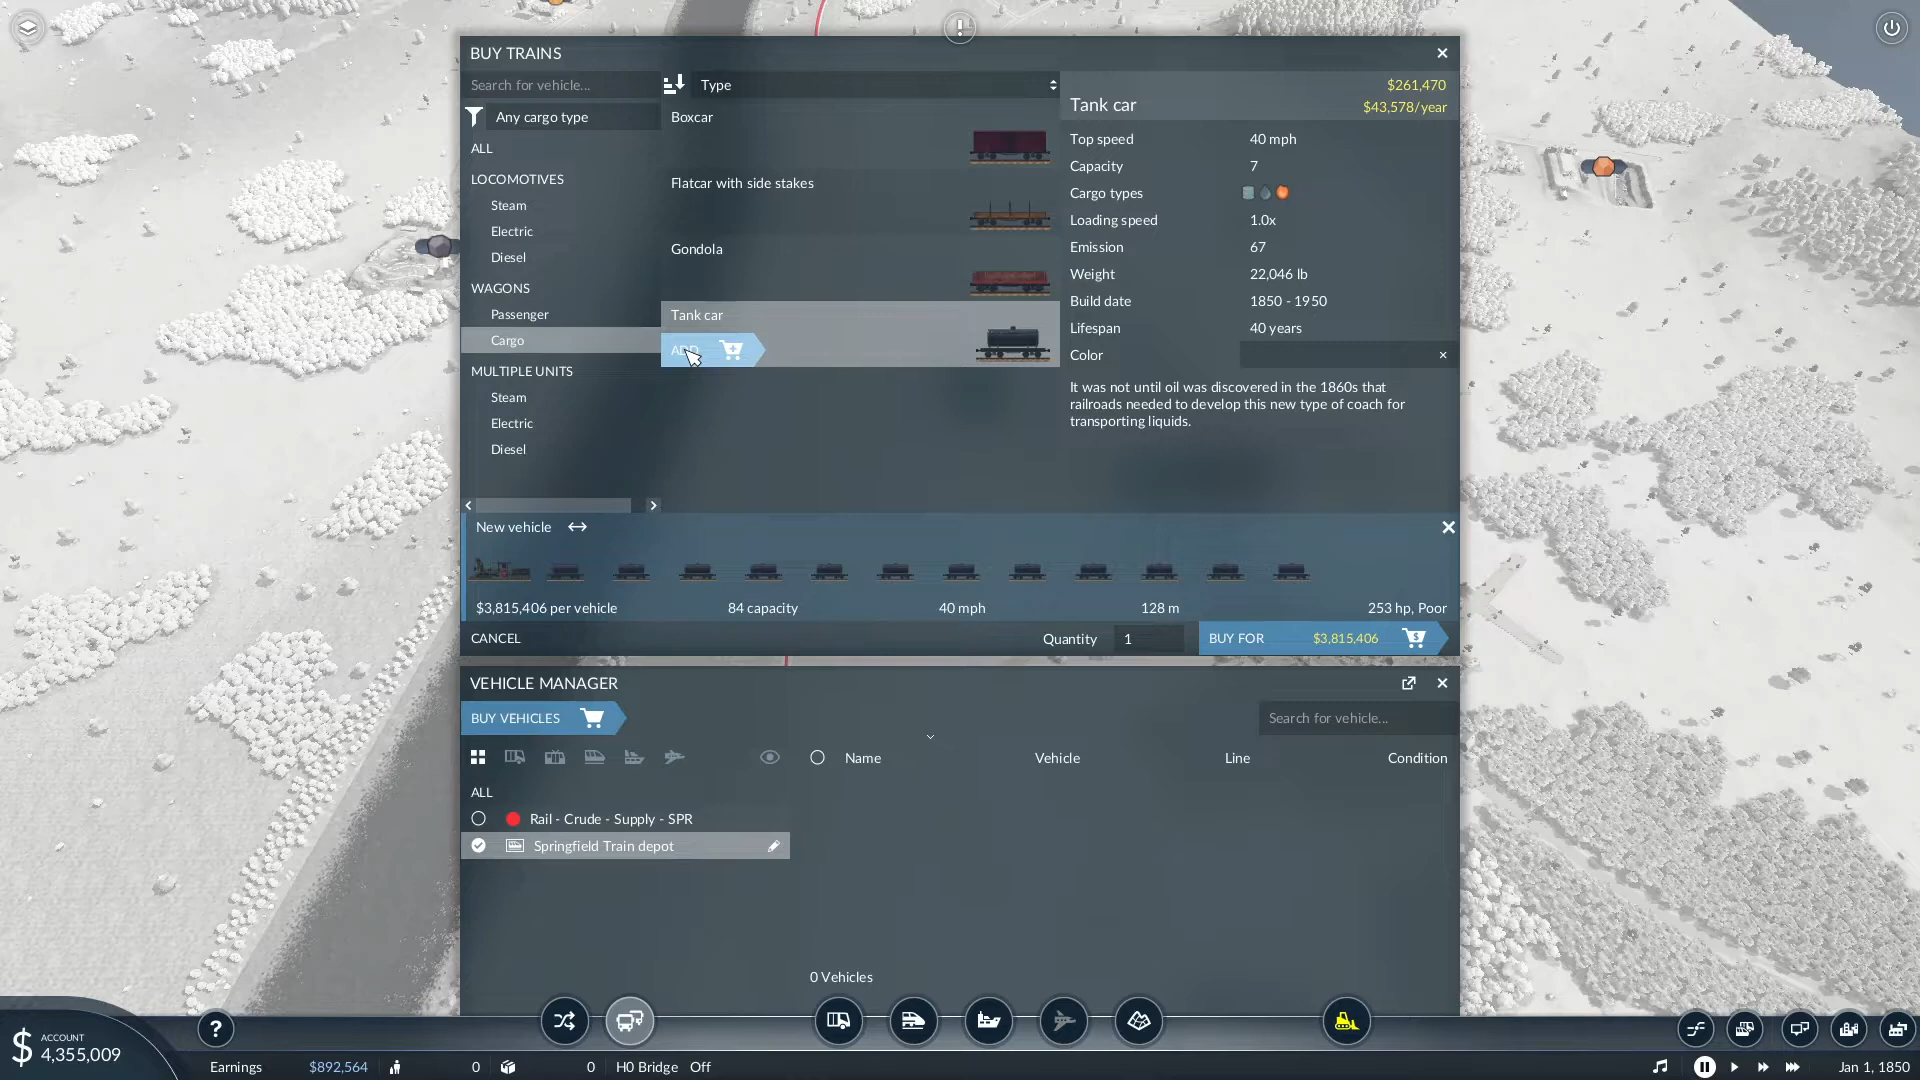 BUY TRAINS
Search for vehicle...
Type
Any cargo type
ALL
LOCOMOTIVES
Steam
Electric
Diesel
WAGONS
Passenger
Cargo
MULTIPLE UNITS
Steam
Electric
Diesel
Boxcar
Flatcar with side stakes
Gondola
Tank car
ADD
$261,470
Tank car
$43,578/year
Top speed 40 mph
Capacity 7
Cargo types
Loading speed 1.0x
Emission 67
Weight 22,046 lb
Build date 1850 - 1950
Lifespan 40 years
Color
It was not until oil was discovered in the 1860s that
railroads needed to develop this new type of coach for
transporting liquids.
New vehicle
$3,815,406 per vehicle 84 capacity 40 mph 128 m 253 hp, Poor
CANCEL Quantity 1 BUY FOR $3,815,406
VEHICLE MANAGER
BUY VEHICLES Search for vehicle...
Name Vehicle Line Condition
ALL
Rail - Crude - Supply - SPR
Springfield Train depot
0 Vehicles
? 
$ ACCOUNT
4,355,009
Earnings $892,564 0 0 H0 Bridge Off Jan 1, 1850